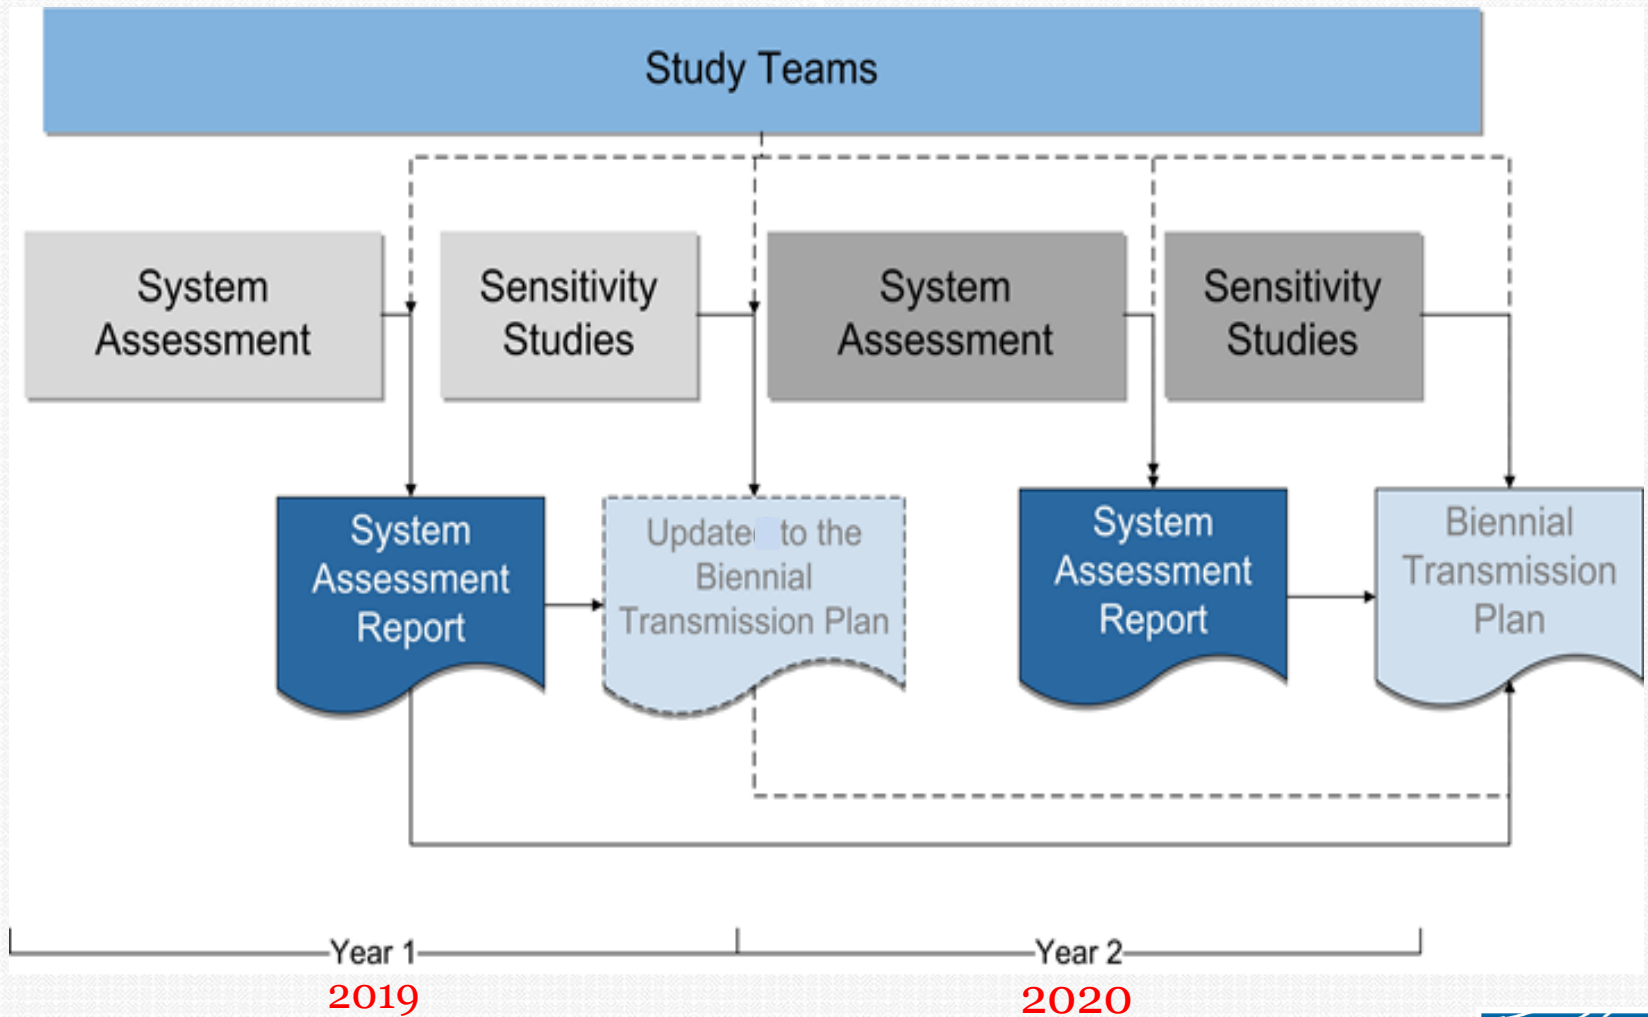 Study Teams
System
Assessment
Sensitivity
Studies
System
Assessment
Sensitivity
Studies
System
Assessment
Report
Update to the
Biennial
Transmission Plan
System
Assessment
Report
Biennial
Transmission
Plan
Year 1
Year 2
2019
2020